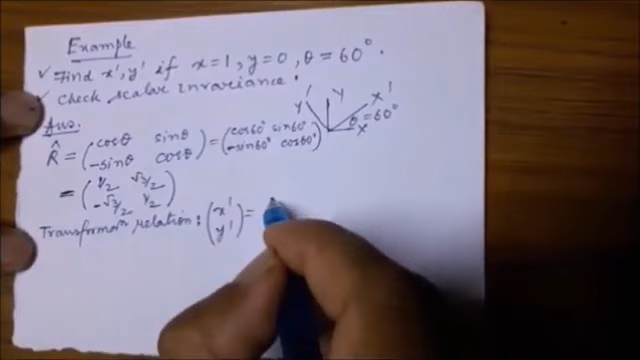 Example
✓ Find x', y' if x = 1, y = 0, θ = 60°.
✓ Check scalar invariance.
Ans.
y' y x' θ = 60° x
R̂ = (cosθ sinθ -sinθ cosθ) = (cos60° sin60° -sin60° cos60°)
= (1/2 √3/2 -√3/2 1/2)
Transformaⁿ relation: (x' y') =